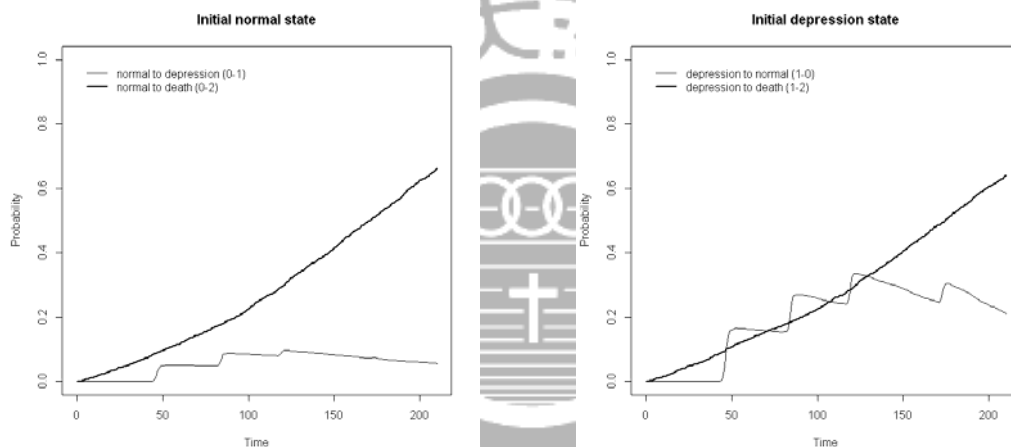 Initial normal state
normal to depression (0-1)
normal to death (0-2)
Probability
0.0
0.2
0.4
0.6
0.8
1.0
0
50
100
150
200
Time
Initial depression state
depression to normal (1-0)
depression to death (1-2)
Probability
0.0
0.2
0.4
0.6
0.8
1.0
0
50
100
150
200
Time